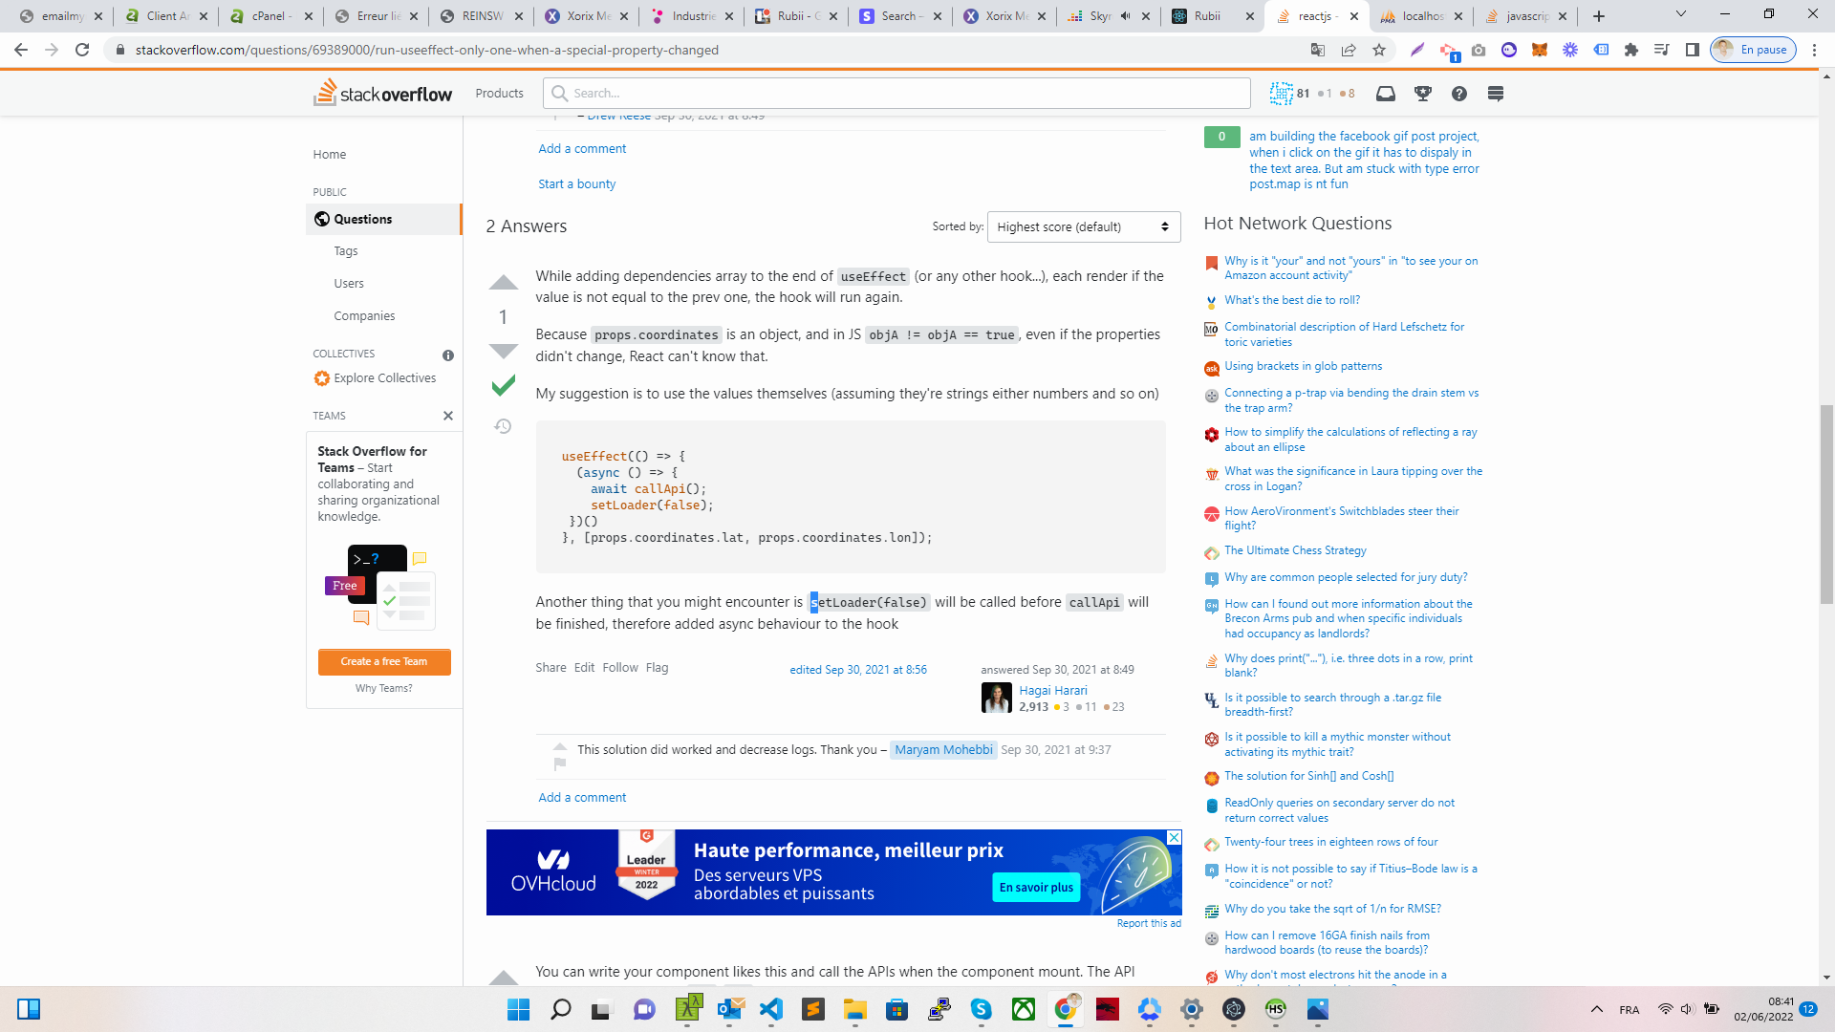 emailmy
Client A
cPanel -
Erreur li
REINSW
Xorix Me
Industrie
Rubii - G
Search –
Xorix Me
Skyr
Rubii
reactjs -
localhos
javascrip
stackoverflow.com/questions/69389000/run-useeffect-only-one-when-a-special-property-changed
1
En pause
stackoverflow
Products
Search...
81 1 8
Home
PUBLIC
Questions
Tags
Users
Companies
COLLECTIVES
Explore Collectives
TEAMS
Stack Overflow for
Teams – Start
collaborating and
sharing organizational
knowledge.
>_?
Free
Create a free Team
Why Teams?
– Drew Reese Sep 30, 2021 at 8:49
Add a comment
Start a bounty
2 Answers
Sorted by: Highest score (default)
1
While adding dependencies array to the end of useEffect (or any other hook...), each render if the
value is not equal to the prev one, the hook will run again.
Because props.coordinates is an object, and in JS objA != objA == true, even if the properties
didn't change, React can't know that.
My suggestion is to use the values themselves (assuming they're strings either numbers and so on)
useEffect(() => {
(async () => {
await callApi();
setLoader(false);
})()
}, [props.coordinates.lat, props.coordinates.lon]);
Another thing that you might encounter is setLoader(false) will be called before callApi will
be finished, therefore added async behaviour to the hook
Share Edit Follow Flag
edited Sep 30, 2021 at 8:56
answered Sep 30, 2021 at 8:49
Hagai Harari
2,913 3 11 23
This solution did worked and decrease logs. Thank you – Maryam Mohebbi Sep 30, 2021 at 9:37
Add a comment
OVHcloud
Leader
WINTER
2022
Haute performance, meilleur prix
Des serveurs VPS
abordables et puissants
En savoir plus
Report this ad
You can write your component likes this and call the APIs when the component mount. The API
0
am building the facebook gif post project,
when i click on the gif it has to dispaly in
the text area. But am stuck with type error
post.map is nt fun
Hot Network Questions
Why is it "your" and not "yours" in "to see your on
Amazon account activity"
What's the best die to roll?
Combinatorial description of Hard Lefschetz for
toric varieties
Using brackets in glob patterns
Connecting a p-trap via bending the drain stem vs
the trap arm?
How to simplify the calculations of reflecting a ray
about an ellipse
What was the significance in Laura tipping over the
cross in Logan?
How AeroVironment's Switchblades steer their
flight?
The Ultimate Chess Strategy
Why are common people selected for jury duty?
How can I found out more information about the
Brecon Arms pub and when specific individuals
had occupancy as landlords?
Why does print("..."), i.e. three dots in a row, print
blank?
Is it possible to search through a .tar.gz file
breadth-first?
Is it possible to kill a mythic monster without
activating its mythic trait?
The solution for Sinh[] and Cosh[]
ReadOnly queries on secondary server do not
return correct values
Twenty-four trees in eighteen rows of four
How it is not possible to say if Titius–Bode law is a
"coincidence" or not?
Why do you take the sqrt of 1/n for RMSE?
How can I remove 16GA finish nails from
hardwood boards (to reuse the boards)?
Why don't most electrons hit the anode in a
FRA
08:41
02/06/2022
12